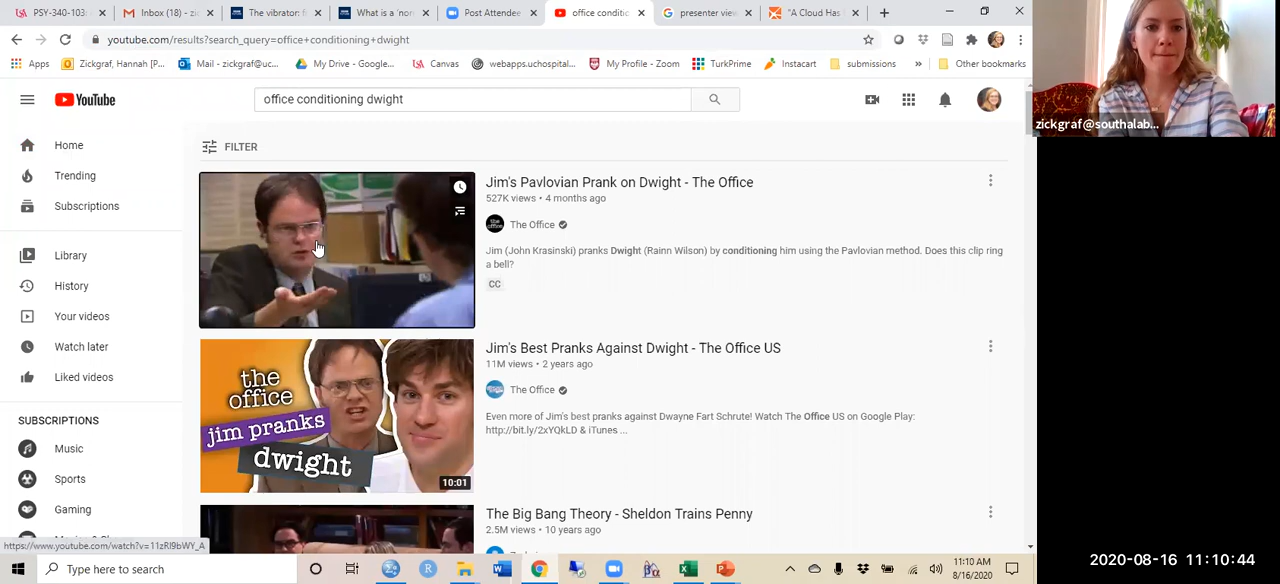 PSY-340-103:
Inbox (18) - zi
The vibrator: f
What is a 'nor
Post Attendee
office conditic
presenter view
"A Cloud Has
youtube.com/results?search_query=office+conditioning+dwight
Apps
Zickgraf, Hannah [P...
Mail - zickgraf@uc...
My Drive - Google...
Canvas
webapps.uchospital...
My Profile - Zoom
TurkPrime
Instacart
submissions
»
Other bookmarks
zickgraf@southalab...
YouTube
office conditioning dwight
FILTER
Home
Trending
Subscriptions
Library
History
Your videos
Watch later
Liked videos
SUBSCRIPTIONS
Music
Sports
Gaming
Jim's Pavlovian Prank on Dwight - The Office
527K views • 4 months ago
The Office
Jim (John Krasinski) pranks Dwight (Rainn Wilson) by conditioning him using the Pavlovian method. Does this clip ring
a bell?
CC
the
office
jim pranks
dwight
10:01
Jim's Best Pranks Against Dwight - The Office US
11M views • 2 years ago
The Office
Even more of Jim's best pranks against Dwayne Fart Schrute! Watch The Office US on Google Play:
http://bit.ly/2xYQkLD & iTunes ...
The Big Bang Theory - Sheldon Trains Penny
2.5M views • 10 years ago
Type here to search
11:10 AM
8/16/2020
2020-08-16 11:10:44